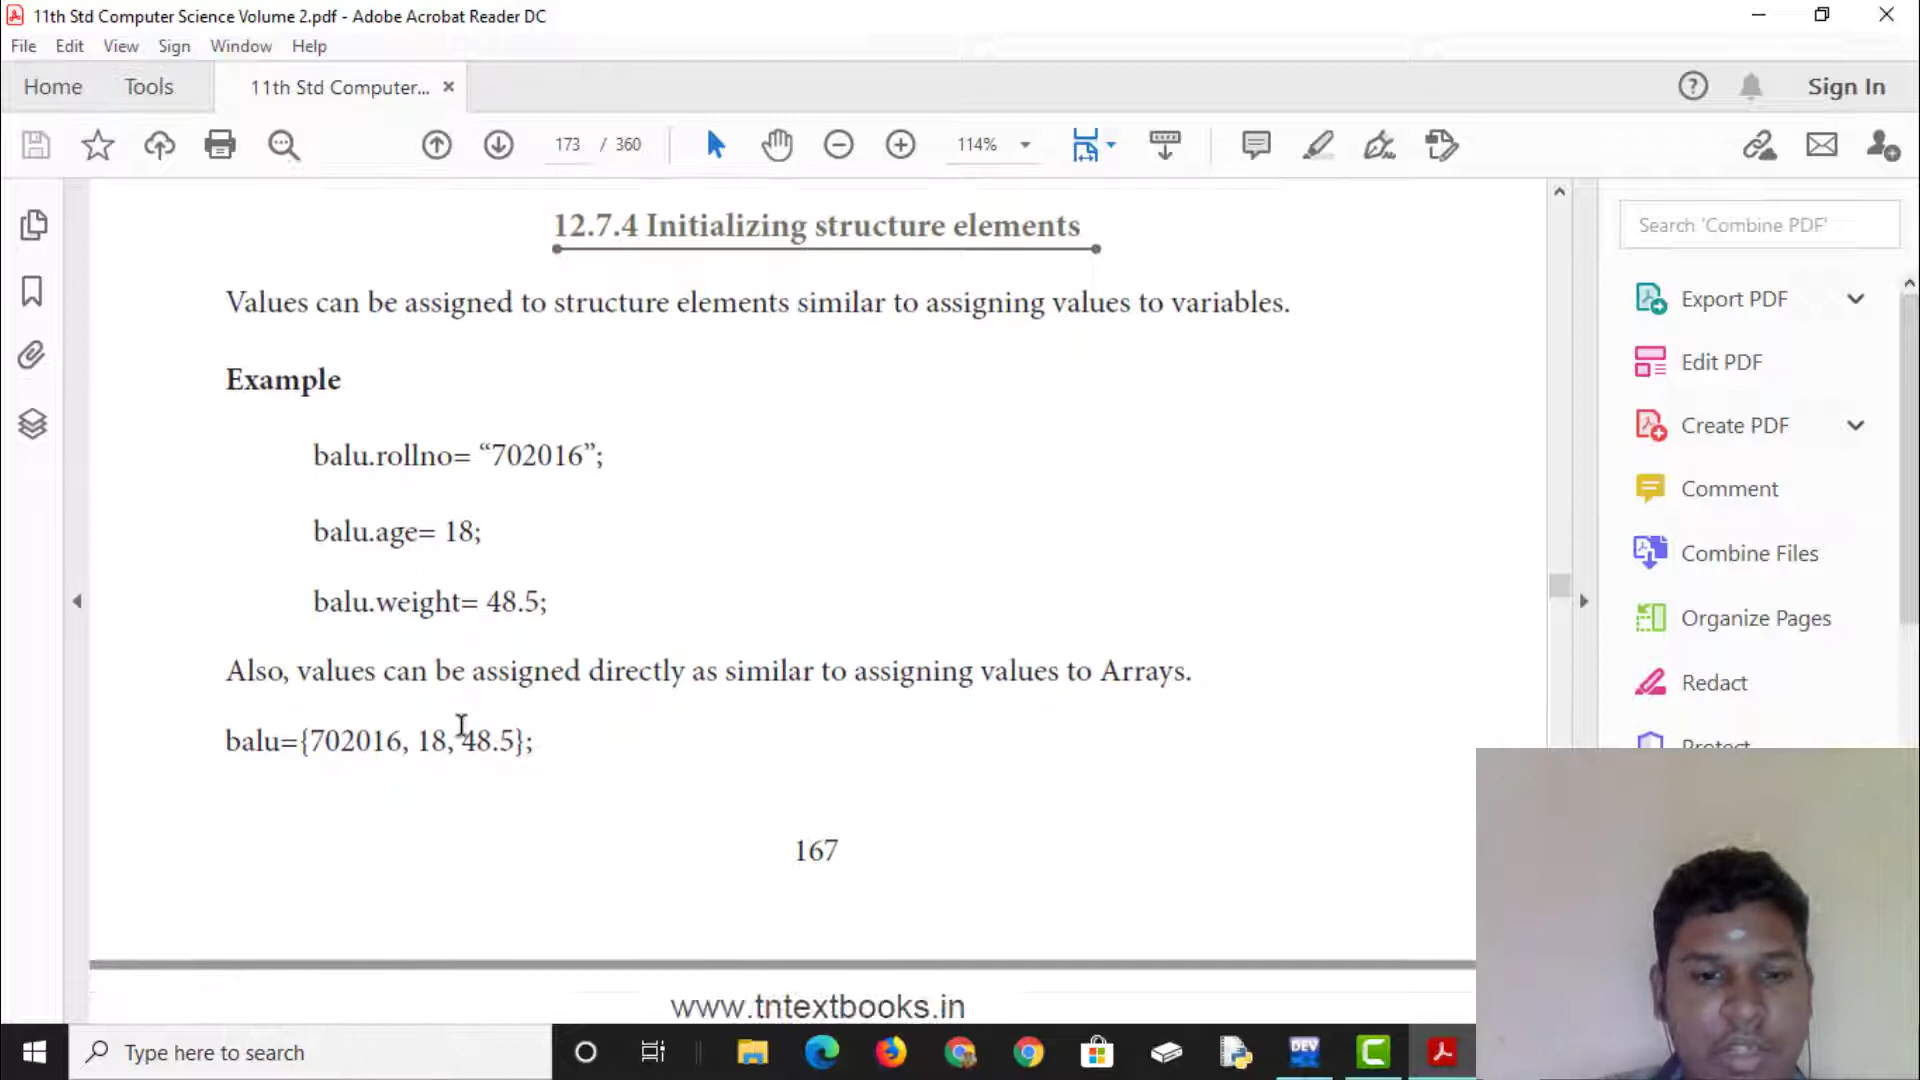 11th Std Computer Science Volume 2.pdf - Adobe Acrobat Reader DC
File Edit View Sign Window Help
Home Tools 11th Std Computer... × Sign In
173 / 360 114%
12.7.4 Initializing structure elements
Values can be assigned to structure elements similar to assigning values to variables.
Example
balu.rollno= “702016”;
balu.age= 18;
balu.weight= 48.5;
Also, values can be assigned directly as similar to assigning values to Arrays.
balu={702016, 18, 48.5};
167
www.tntextbooks.in
Search 'Combine PDF'
Export PDF
Edit PDF
Create PDF
Comment
Combine Files
Organize Pages
Redact
Protect
Type here to search
DEV